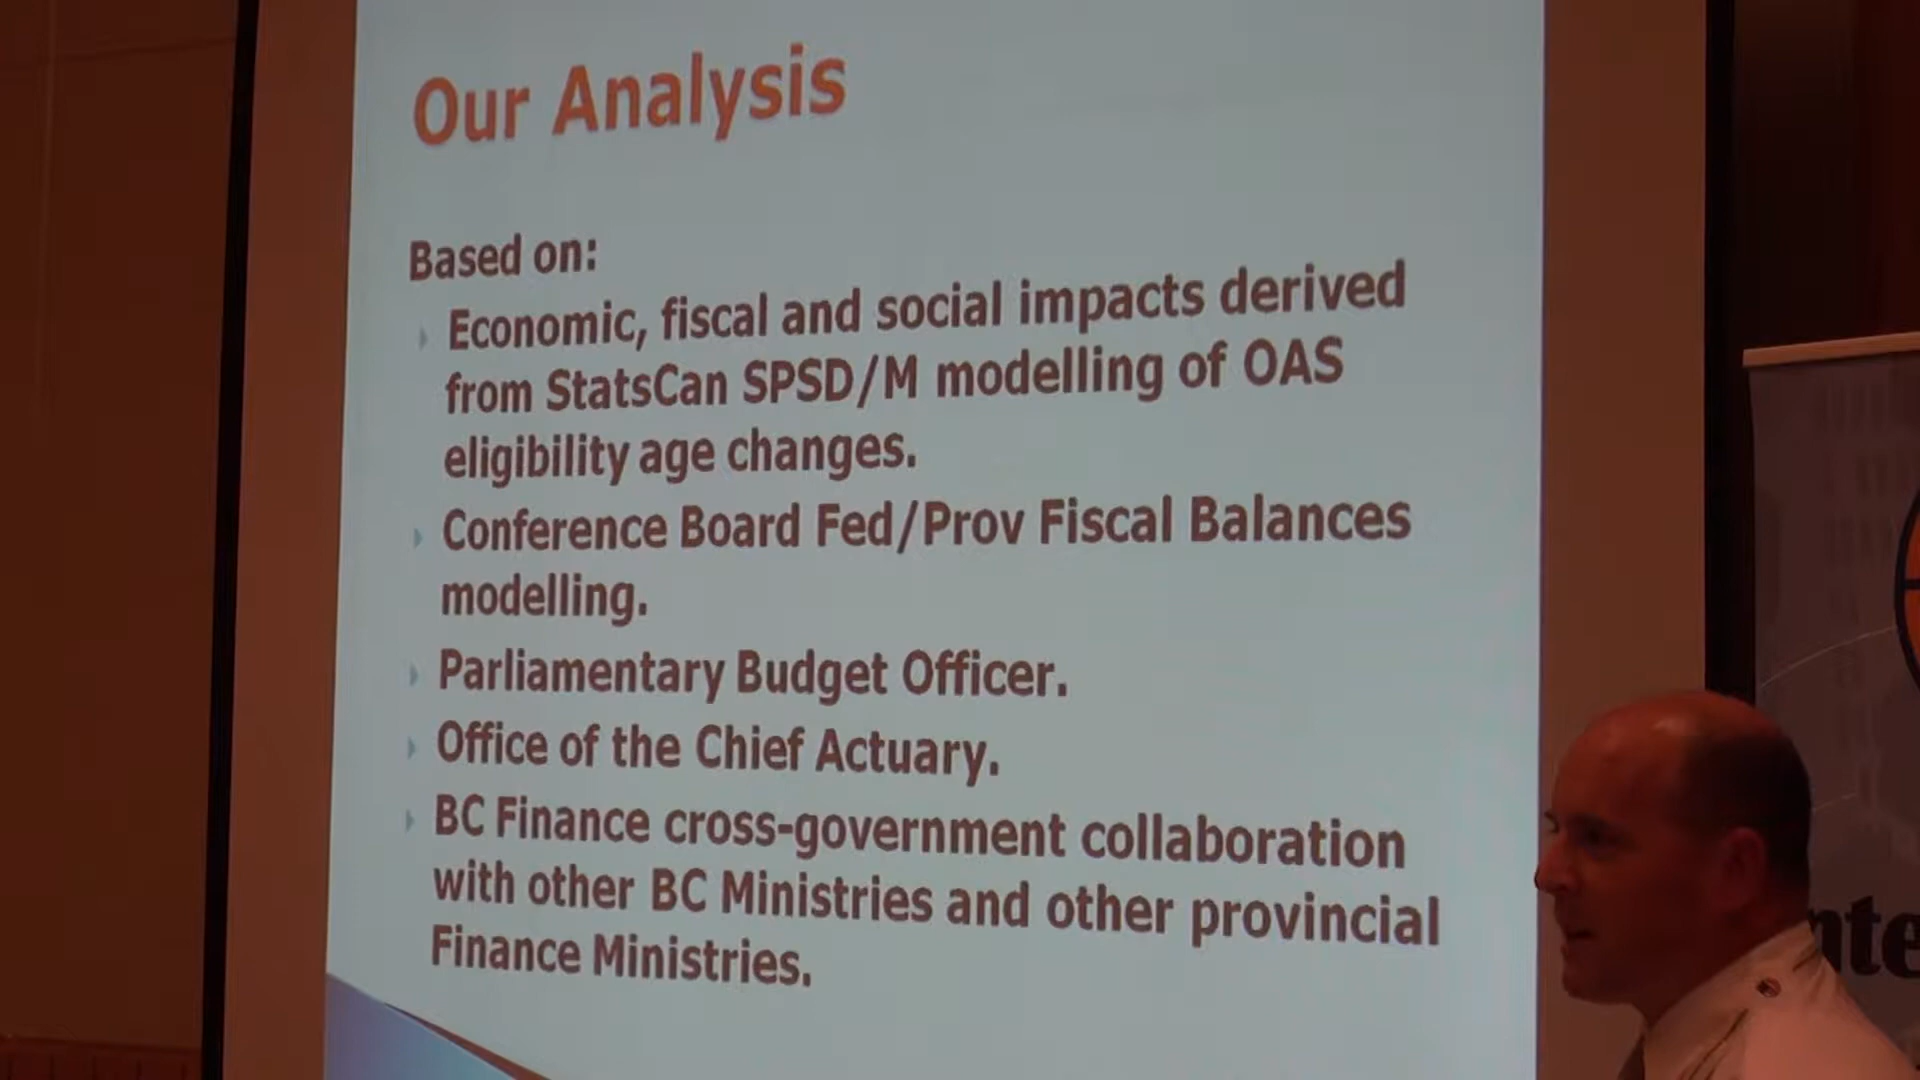 Our Analysis
Based on:
Economic, fiscal and social impacts derived
from StatsCan SPSD/M modelling of OAS
eligibility age changes.
Conference Board Fed/Prov Fiscal Balances
modelling.
Parliamentary Budget Officer.
Office of the Chief Actuary.
BC Finance cross-government collaboration
with other BC Ministries and other provincial
Finance Ministries.